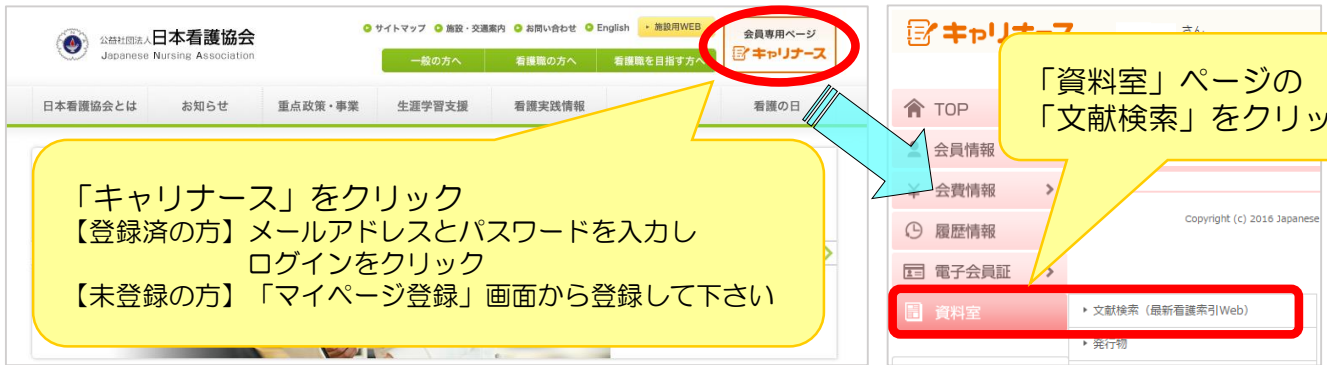 公益社団法人日本看護協会
Japanese Nursing Association
サイトマップ 施設・交通案内 お問い合わせ English 施設用WEB
会員専用ページ
キャリナース
一般の方へ 看護職の方へ 看護職を目指す方へ
日本看護協会とは お知らせ 重点政策・事業 生涯学習支援 看護実践情報 看護の日
「キャリナース」をクリック
【登録済の方】メールアドレスとパスワードを入力し
ログインをクリック
【未登録の方】「マイページ登録」画面から登録して下さい
キャリナース さん
「資料室」ページの
「文献検索」をクリッ
TOP
会員情報
会費情報
履歴情報
電子会員証
資料室
Copyright (c) 2016 Japanese
文献検索（最新看護索引Web）
発行物